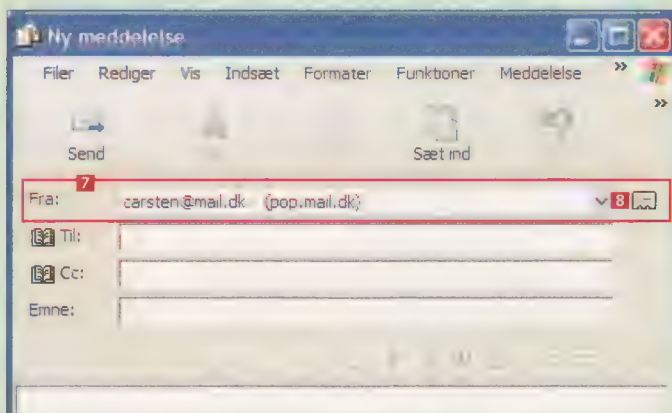 Ny meddelelse
Filer Rediger Vis Indsæt Formater Funktioner Meddelelse »
»
Send Sæt ind
7
Fra: carsten@mail.dk (pop.mail.dk) 8
Til:
Cc:
Emne: